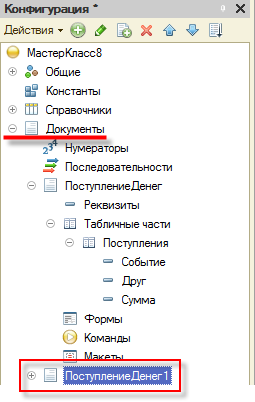 Конфигурация *
Действия
МастерКласс8
Общие
Константы
Справочники
Документы
Нумераторы
Последовательности
ПоступлениеДенег
Реквизиты
Табличные части
Поступления
Событие
Друг
Сумма
Формы
Команды
Макеты
ПоступлениеДенег1